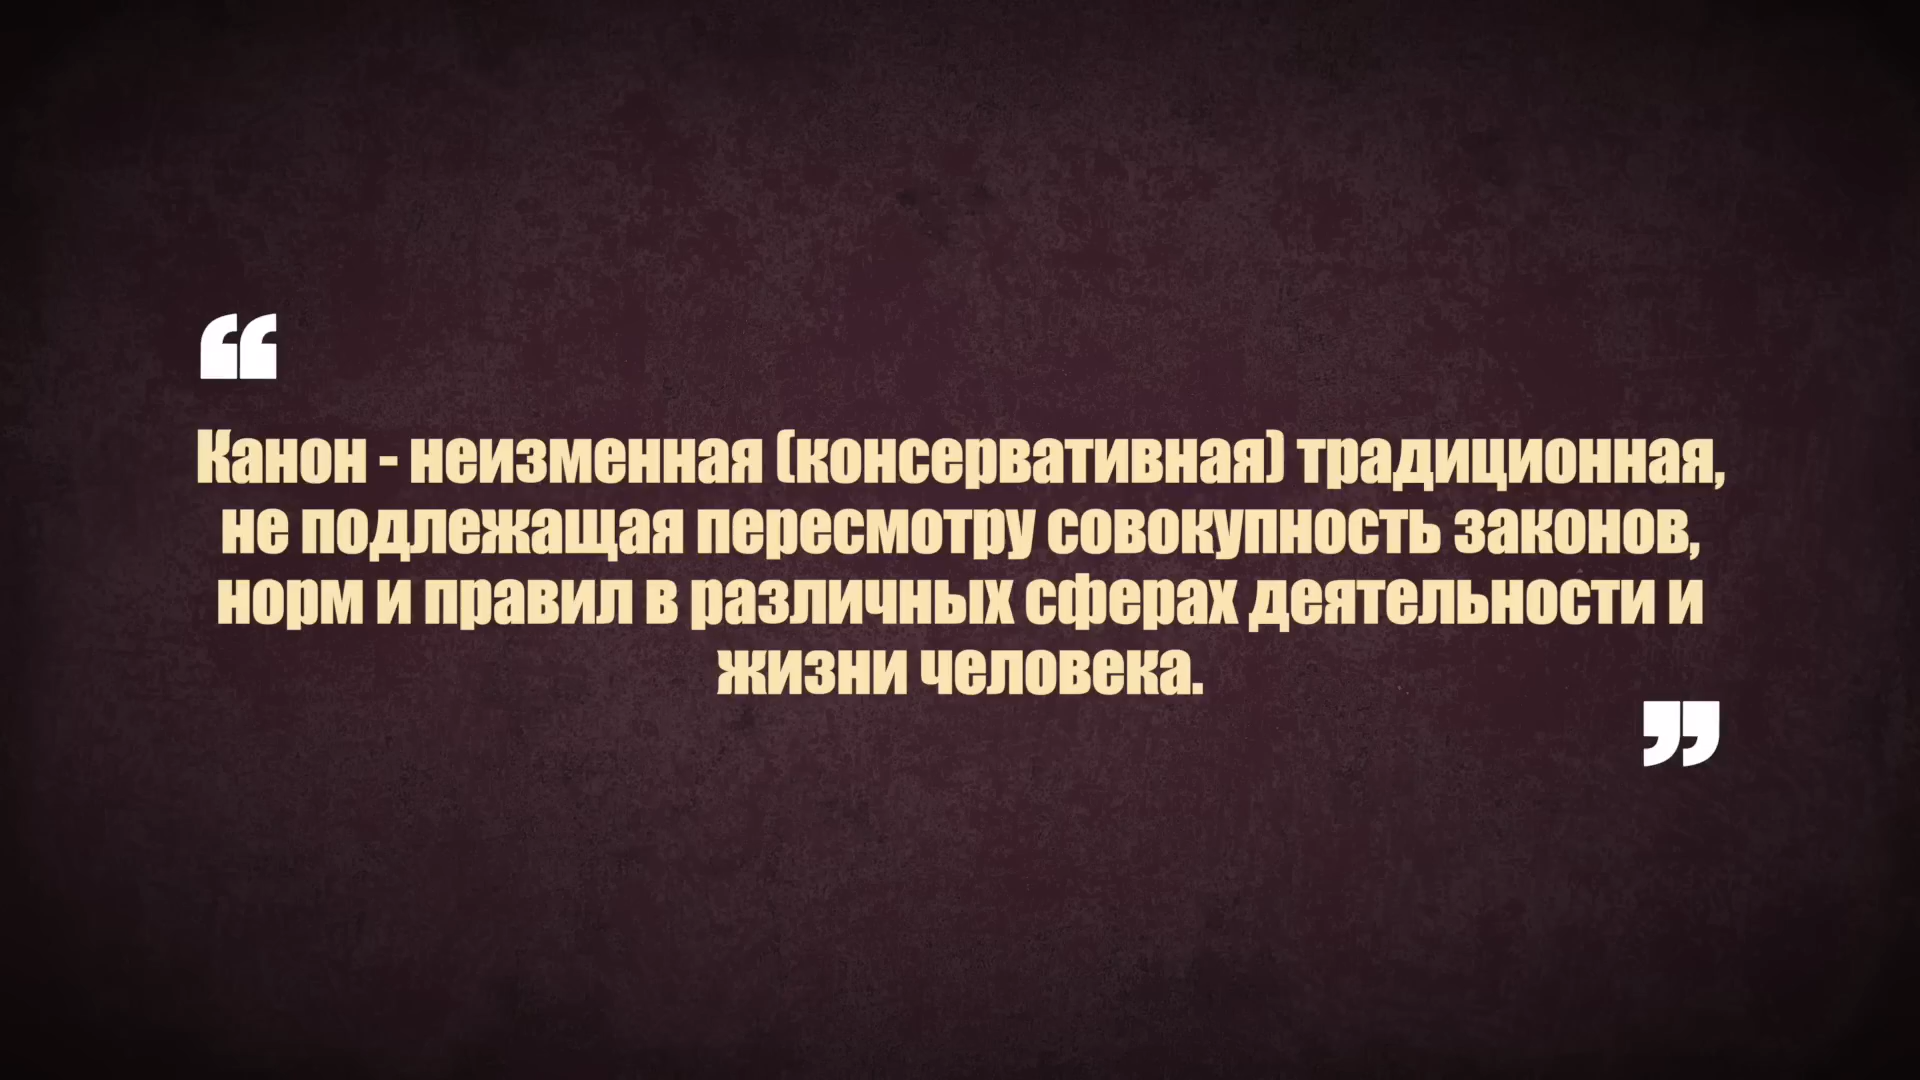 “
Канон - неизменная (консервативная) традиционная,
не подлежащая пересмотру совокупность законов,
норм и правил в различных сферах деятельности и
жизни человека.
”